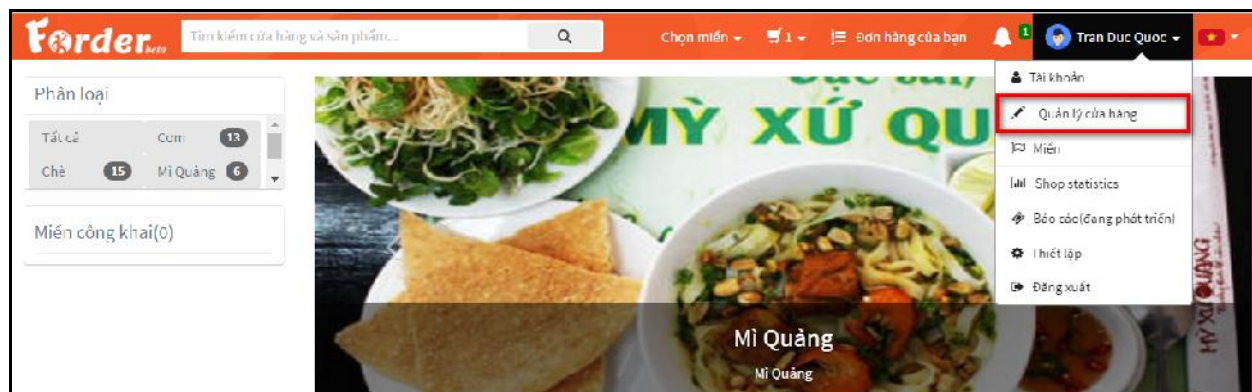 Forder beta
Tìm kiếm cửa hàng và sản phẩm...
Chọn miền
1
Đơn hàng của bạn
1
Tran Duc Quoc
Phân loại
Tất cả
Cơm 13
Chè 15
Mì Quảng 6
Miền công khai(0)
MỲ XỨ QU
Tài khoản
Quản lý cửa hàng
Miền
Shop statistics
Báo cáo(đang phát triển)
Thiết lập
Đăng xuất
MỲ XỨ QUẢNG
Mì Quảng
Mì Quảng